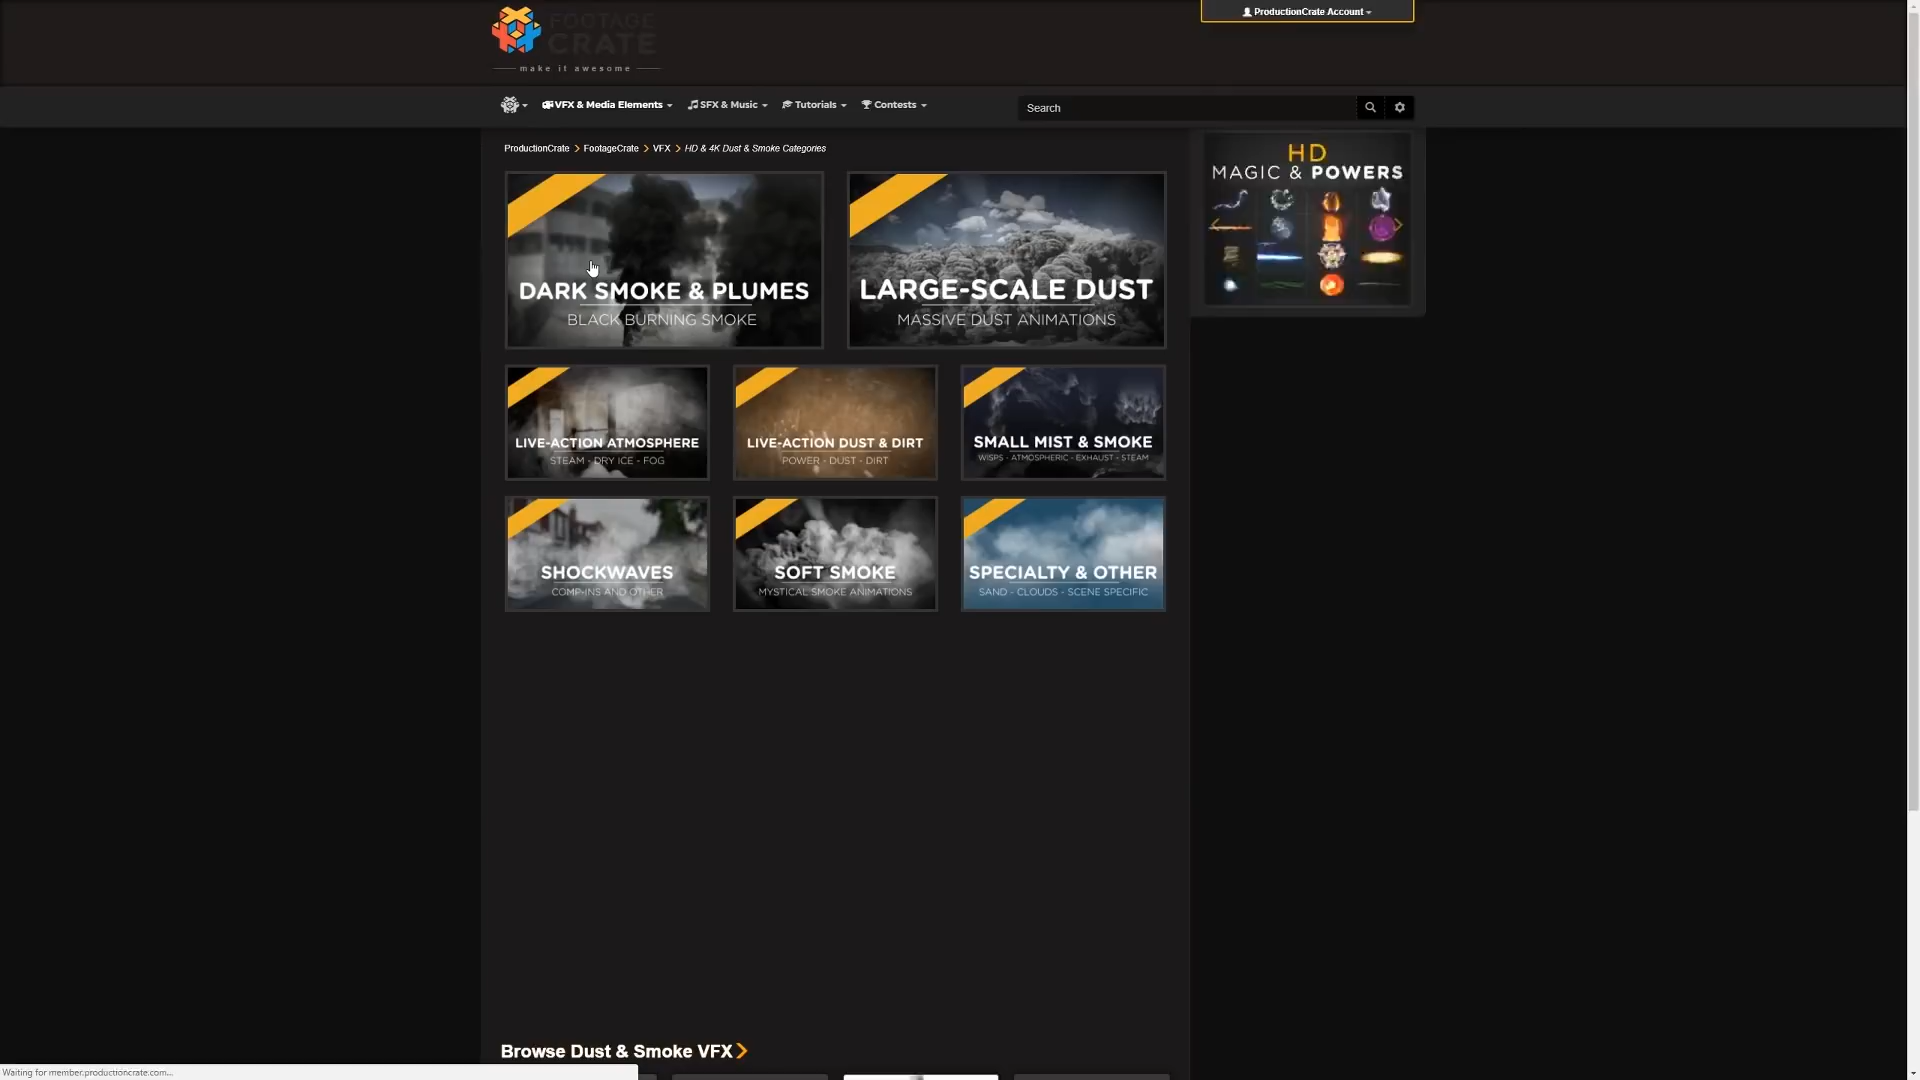 FOOTAGE
CRATE
make it awesome
ProductionCrate Account
VFX & Media Elements
SFX & Music
Tutorials
Contests
Search
ProductionCrate > FootageCrate > VFX > HD & 4K Dust & Smoke Categories
HD
MAGIC & POWERS
DARK SMOKE & PLUMES
BLACK BURNING SMOKE
LARGE-SCALE DUST
MASSIVE DUST ANIMATIONS
LIVE-ACTION ATMOSPHERE
STEAM - DRY ICE - FOG
LIVE-ACTION DUST & DIRT
POWER - DUST - DIRT
SMALL MIST & SMOKE
WISPS - ATMOSPHERIC - EXHAUST - STEAM
SHOCKWAVES
COMP-INS AND OTHER
SOFT SMOKE
MYSTICAL SMOKE ANIMATIONS
SPECIALTY & OTHER
SAND - CLOUDS - SCENE SPECIFIC
Browse Dust & Smoke VFX >
Waiting for member.productioncrate.com...